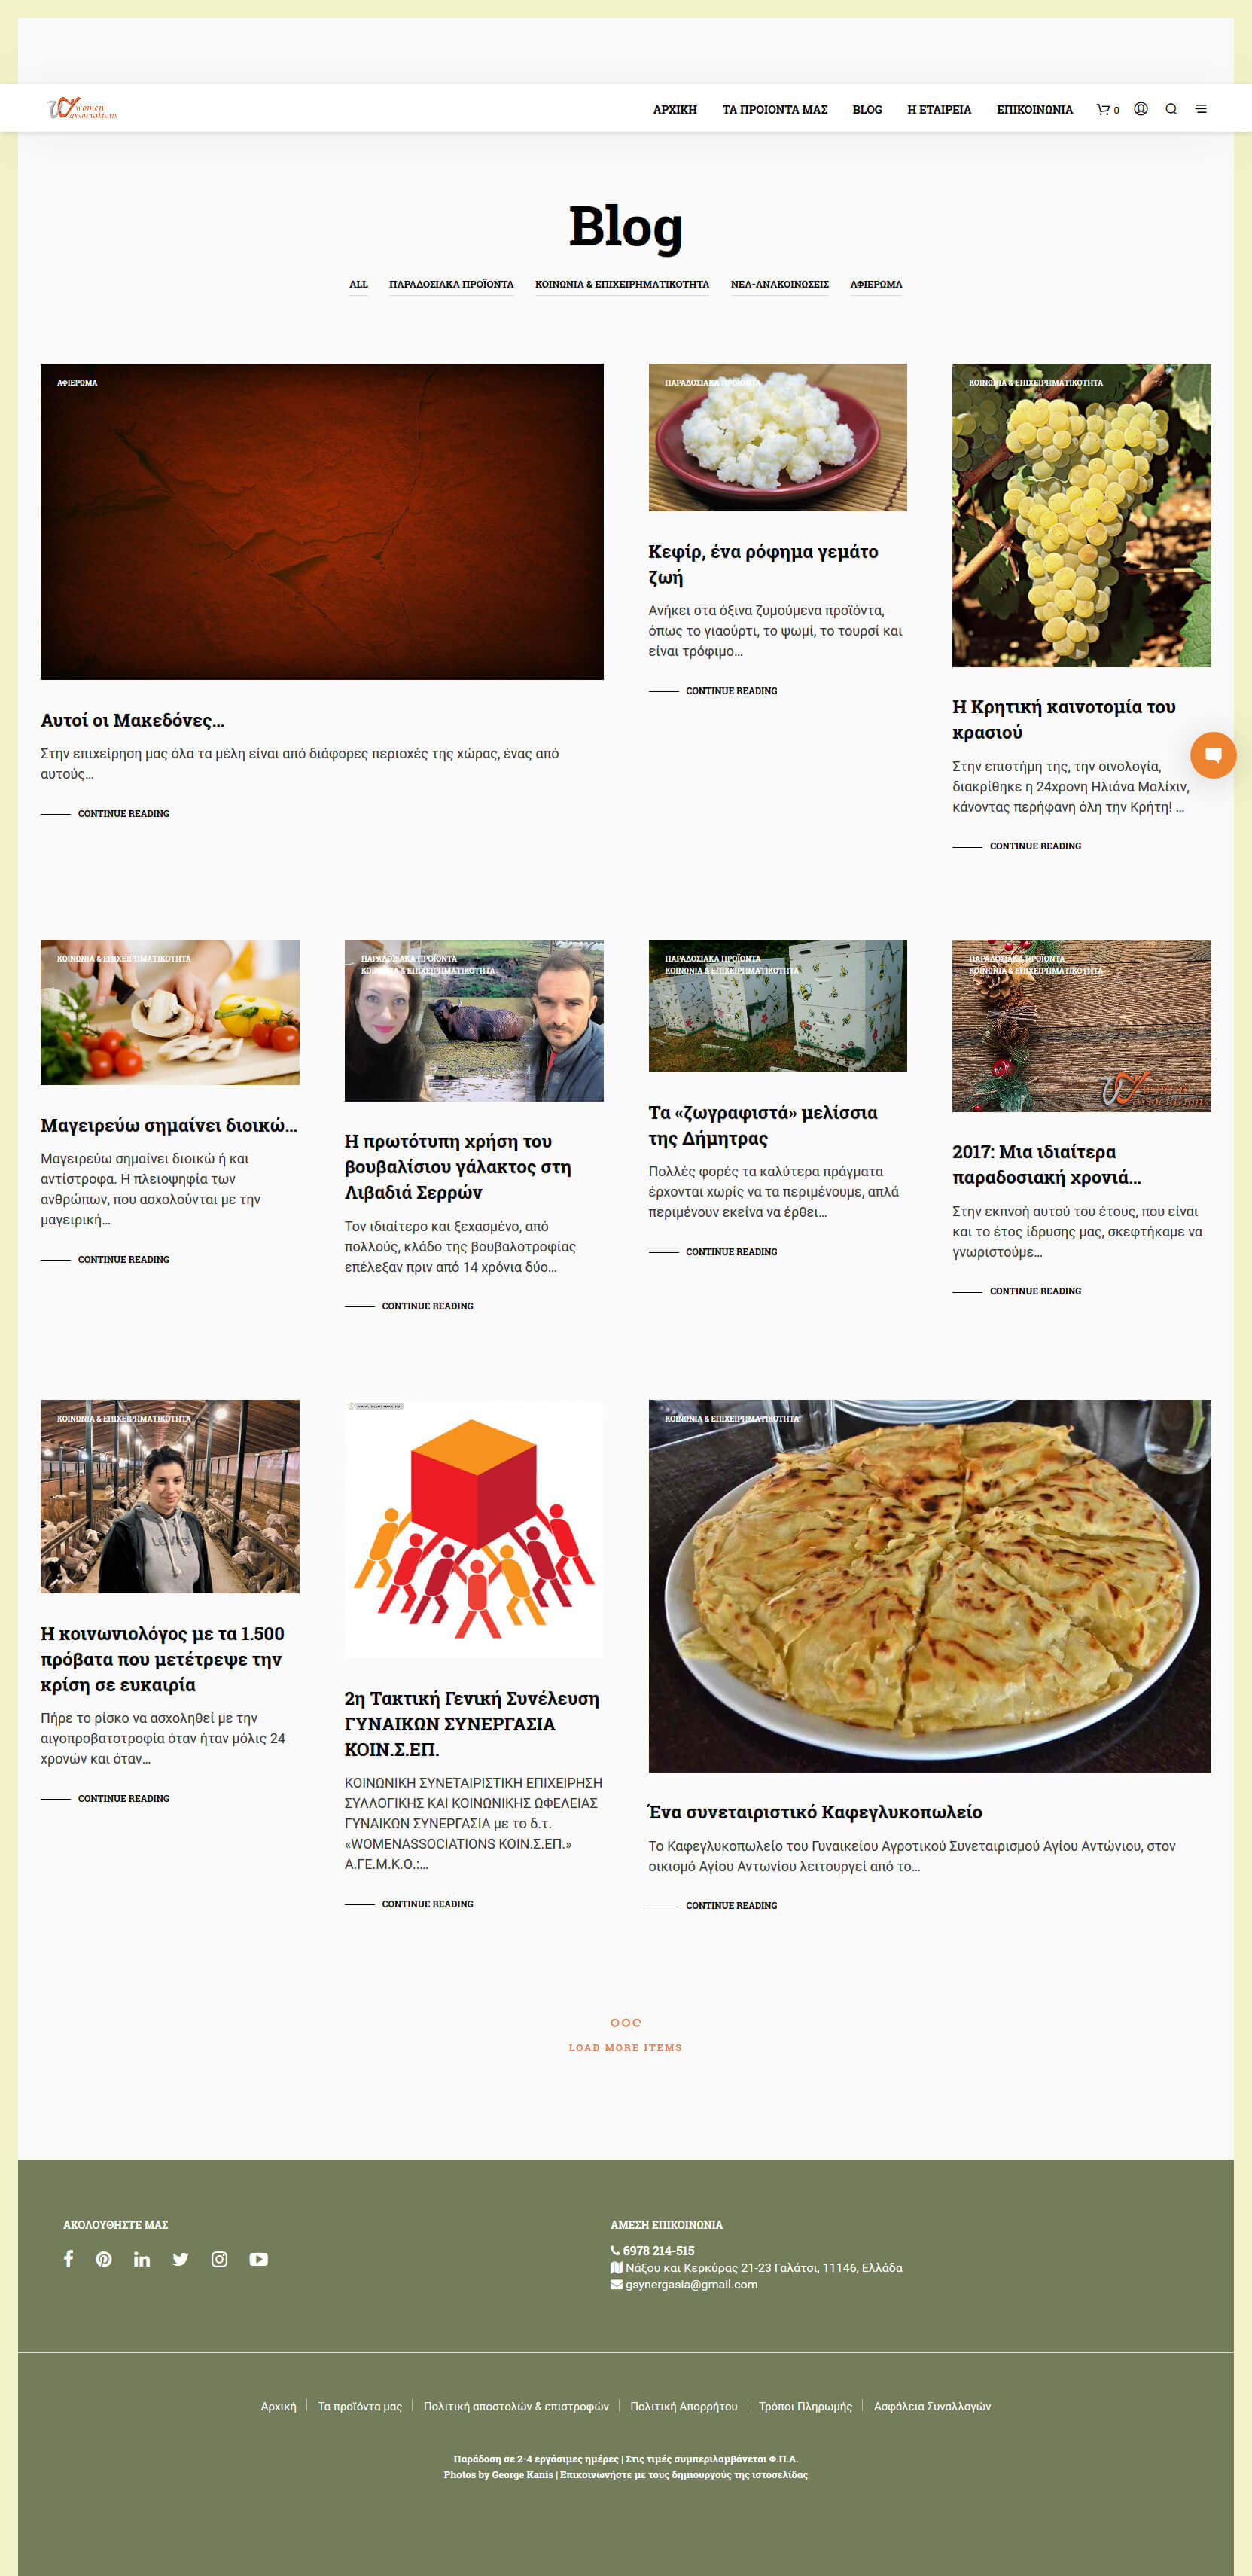 women
associations
ΑΡΧΙΚΗ ΤΑ ΠΡΟΙΟΝΤΑ ΜΑΣ BLOG Η ΕΤΑΙΡΕΙΑ ΕΠΙΚΟΙΝΩΝΙΑ 0
Blog
ALL ΠΑΡΑΔΟΣΙΑΚΑ ΠΡΟΪΟΝΤΑ ΚΟΙΝΩΝΙΑ & ΕΠΙΧΕΙΡΗΜΑΤΙΚΟΤΗΤΑ ΝΕΑ-ΑΝΑΚΟΙΝΩΣΕΙΣ ΑΦΙΕΡΩΜΑ
ΑΦΙΕΡΩΜΑ
Αυτοί οι Μακεδόνες...
Στην επιχείρηση μας όλα τα μέλη είναι από διάφορες περιοχές της χώρας, ένας από
αυτούς...
CONTINUE READING
ΠΑΡΑΔΟΣΙΑΚΑ ΠΡΟΪΟΝΤΑ
Κεφίρ, ένα ρόφημα γεμάτο
ζωή
Ανήκει στα όξινα ζυμούμενα προϊόντα,
όπως το γιαούρτι, το ψωμί, το τουρσί και
είναι τρόφιμο...
CONTINUE READING
ΚΟΙΝΩΝΙΑ & ΕΠΙΧΕΙΡΗΜΑΤΙΚΟΤΗΤΑ
Η Κρητική καινοτομία του
κρασιού
Στην επιστήμη της, την οινολογία,
διακρίθηκε η 24χρονη Ηλιάνα Μαλίχιν,
κάνοντας περήφανη όλη την Κρήτη! ...
CONTINUE READING
ΚΟΙΝΩΝΙΑ & ΕΠΙΧΕΙΡΗΜΑΤΙΚΟΤΗΤΑ
Μαγειρεύω σημαίνει διοικώ...
Μαγειρεύω σημαίνει διοικώ ή και
αντίστροφα. Η πλειοψηφία των
ανθρώπων, που ασχολούνται με την
μαγειρική...
CONTINUE READING
ΠΑΡΑΔΟΣΙΑΚΑ ΠΡΟΪΟΝΤΑ
ΚΟΙΝΩΝΙΑ & ΕΠΙΧΕΙΡΗΜΑΤΙΚΟΤΗΤΑ
Η πρωτότυπη χρήση του
βουβαλίσιου γάλακτος στη
Λιβαδιά Σερρών
Τον ιδιαίτερο και ξεχασμένο, από
πολλούς, κλάδο της βουβαλοτροφίας
επέλεξαν πριν από 14 χρόνια δύο...
CONTINUE READING
ΠΑΡΑΔΟΣΙΑΚΑ ΠΡΟΪΟΝΤΑ
ΚΟΙΝΩΝΙΑ & ΕΠΙΧΕΙΡΗΜΑΤΙΚΟΤΗΤΑ
Τα «ζωγραφιστά» μελίσσια
της Δήμητρας
Πολλές φορές τα καλύτερα πράγματα
έρχονται χωρίς να τα περιμένουμε, απλά
περιμένουν εκείνα να έρθει...
CONTINUE READING
ΠΑΡΑΔΟΣΙΑΚΑ ΠΡΟΪΟΝΤΑ
ΚΟΙΝΩΝΙΑ & ΕΠΙΧΕΙΡΗΜΑΤΙΚΟΤΗΤΑ
women
associations
2017: Μια ιδιαίτερα
παραδοσιακή χρονιά...
Στην εκπνοή αυτού του έτους, που είναι
και το έτος ίδρυσης μας, σκεφτήκαμε να
γνωριστούμε...
CONTINUE READING
ΚΟΙΝΩΝΙΑ & ΕΠΙΧΕΙΡΗΜΑΤΙΚΟΤΗΤΑ
LEVI'S
Η κοινωνιολόγος με τα 1.500
πρόβατα που μετέτρεψε την
κρίση σε ευκαιρία
Πήρε το ρίσκο να ασχοληθεί με την
αιγοπροβατοτροφία όταν ήταν μόλις 24
χρονών και όταν...
CONTINUE READING
2η Τακτική Γενική Συνέλευση
ΓΥΝΑΙΚΩΝ ΣΥΝΕΡΓΑΣΙΑ
ΚΟΙΝ.Σ.ΕΠ.
ΚΟΙΝΩΝΙΚΗ ΣΥΝΕΤΑΙΡΙΣΤΙΚΗ ΕΠΙΧΕΙΡΗΣΗ
ΣΥΛΛΟΓΙΚΗΣ ΚΑΙ ΚΟΙΝΩΝΙΚΗΣ ΩΦΕΛΕΙΑΣ
ΓΥΝΑΙΚΩΝ ΣΥΝΕΡΓΑΣΙΑ με το δ.τ.
«WOMENASSOCIATIONS ΚΟΙΝ.Σ.ΕΠ.»
Α.ΓΕ.Μ.Κ.Ο.:...
CONTINUE READING
ΚΟΙΝΩΝΙΑ & ΕΠΙΧΕΙΡΗΜΑΤΙΚΟΤΗΤΑ
Ένα συνεταιριστικό Καφεγλυκοπωλείο
Το Καφεγλυκοπωλείο του Γυναικείου Αγροτικού Συνεταιρισμού Αγίου Αντώνιου, στον
οικισμό Αγίου Αντωνίου λειτουργεί από το...
CONTINUE READING
LOAD MORE ITEMS
ΑΚΟΛΟΥΘΗΣΤΕ ΜΑΣ
ΑΜΕΣΗ ΕΠΙΚΟΙΝΩΝΙΑ
6978 214-515
Νάξου και Κερκύρας 21-23 Γαλάτσι, 11146, Ελλάδα
gsynergasia@gmail.com
Αρχική Τα προϊόντα μας Πολιτική αποστολών & επιστροφών Πολιτική Απορρήτου Τρόποι Πληρωμής Ασφάλεια Συναλλαγών
Παράδοση σε 2-4 εργάσιμες ημέρες | Στις τιμές συμπεριλαμβάνεται Φ.Π.Α.
Photos by George Kanis | Επικοινωνήστε με τους δημιουργούς της ιστοσελίδας